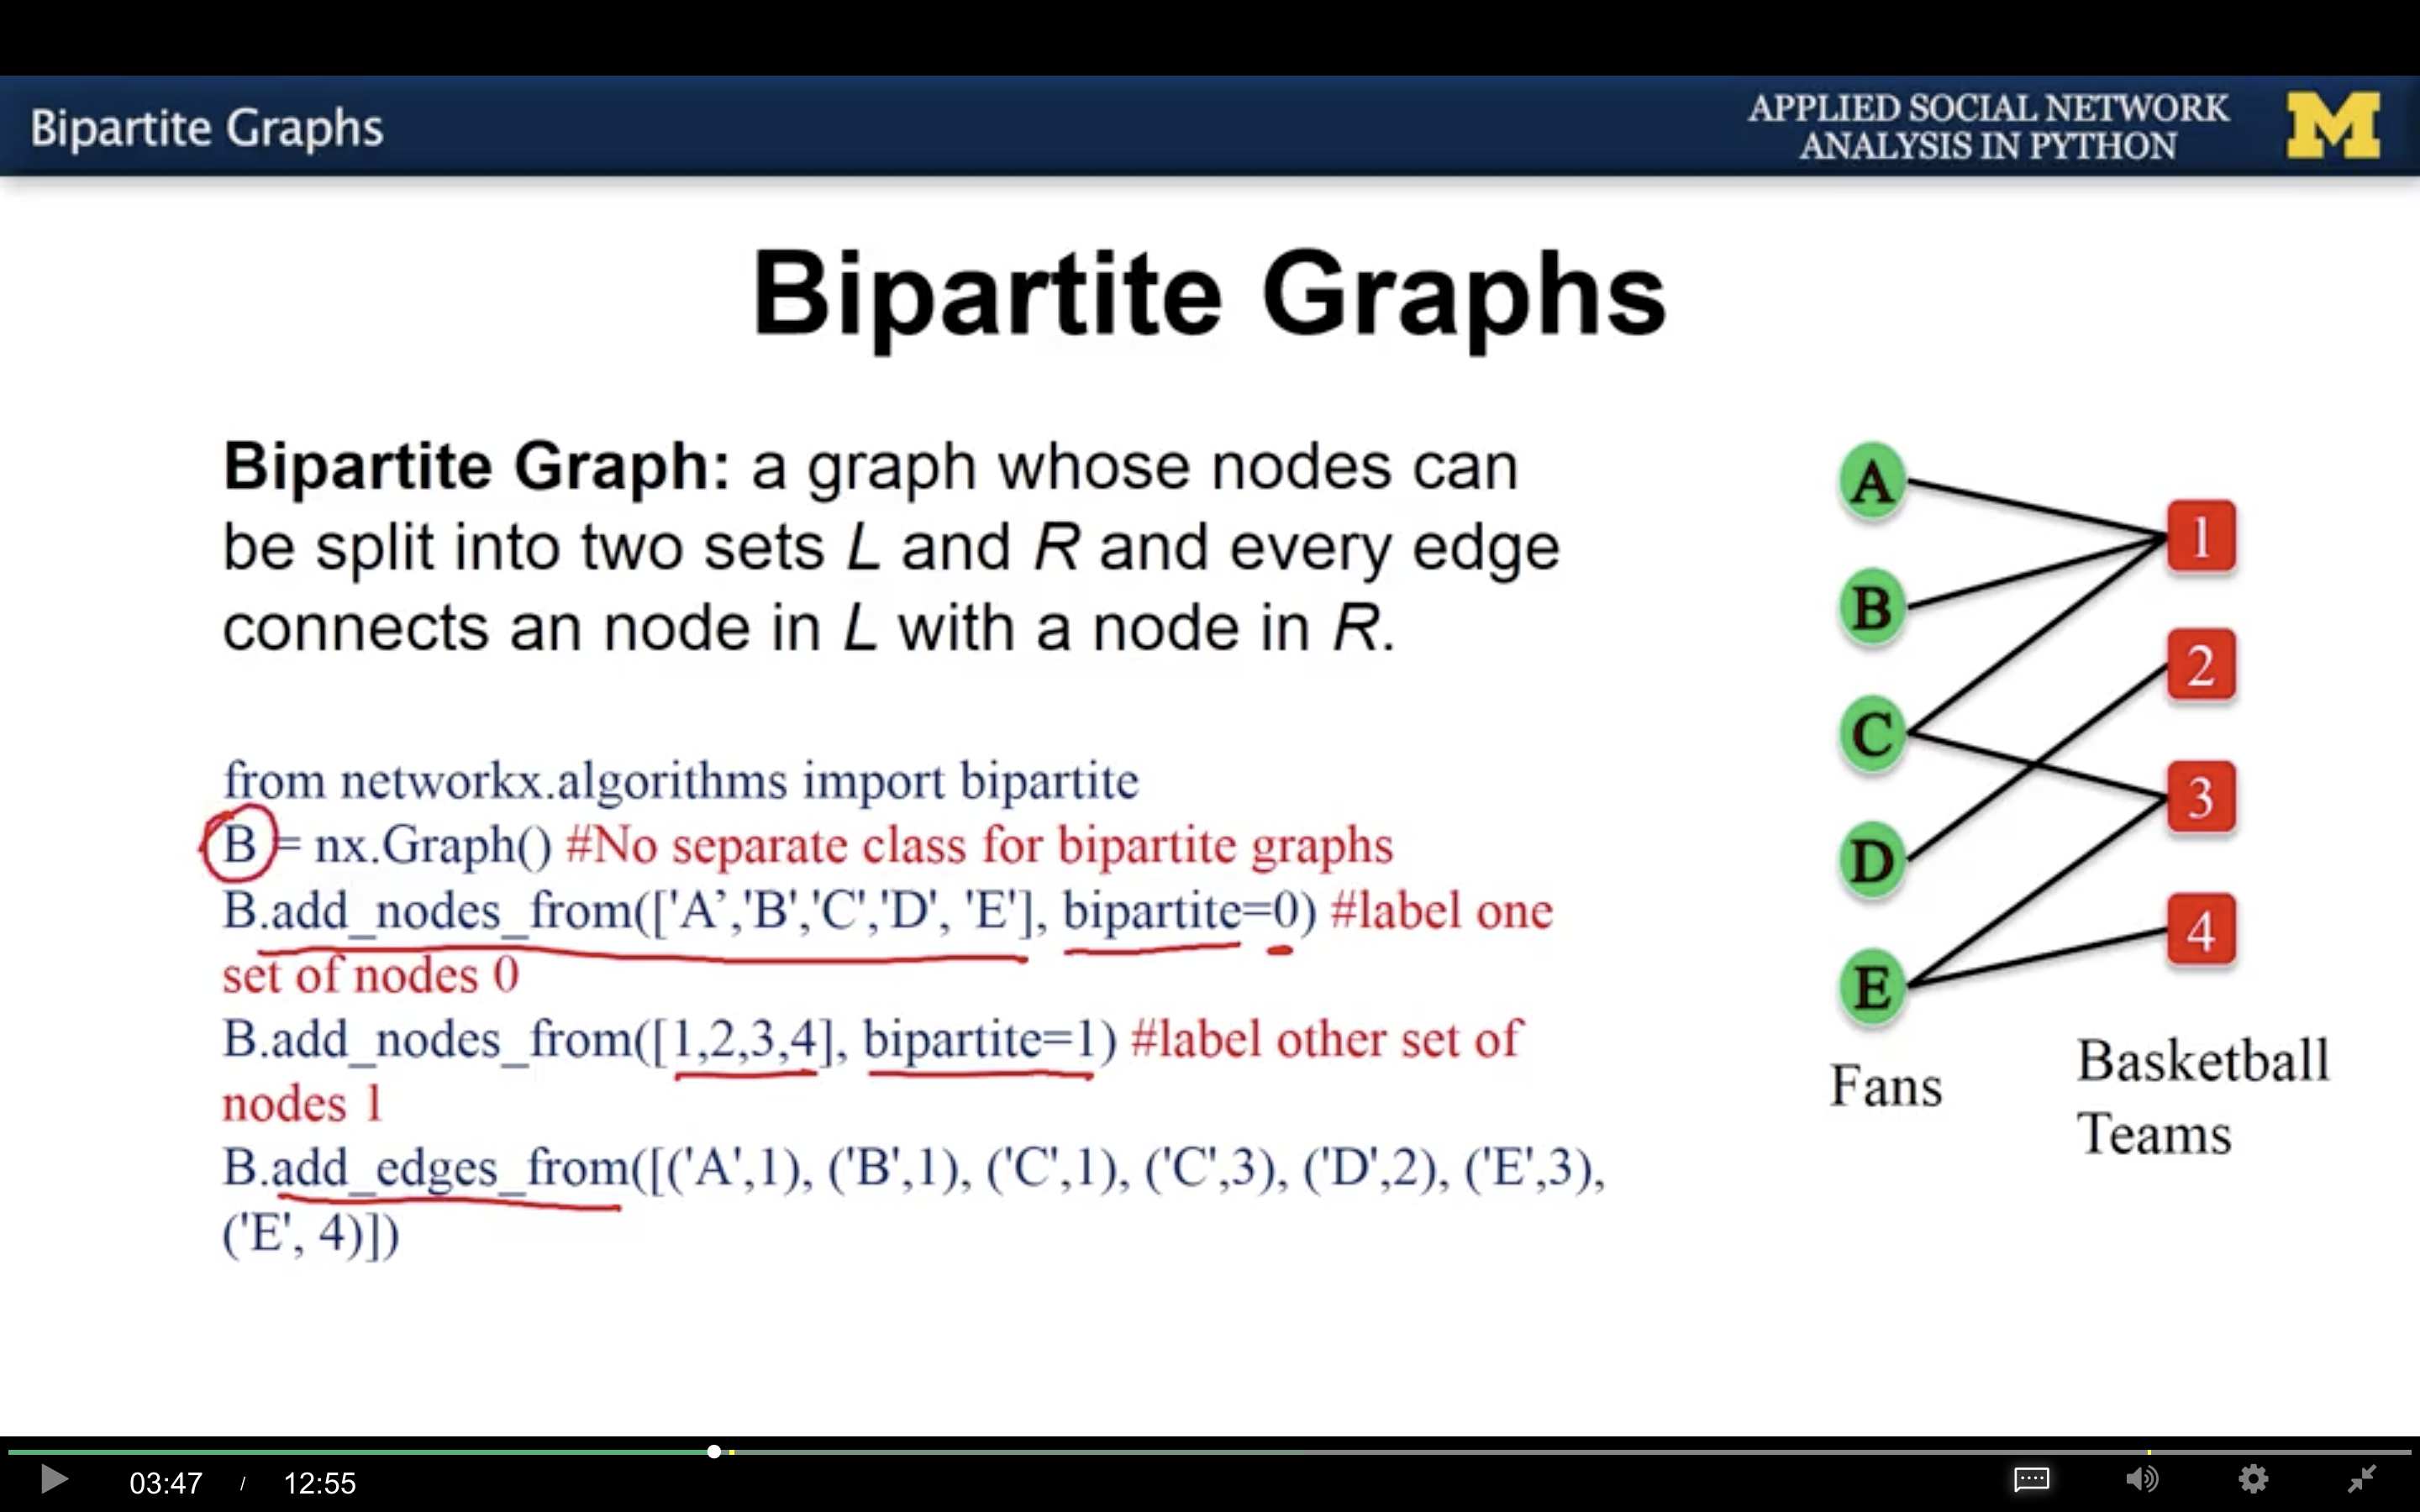 Bipartite Graphs
APPLIED SOCIAL NETWORK
ANALYSIS IN PYTHON
M
Bipartite Graphs
Bipartite Graph: a graph whose nodes can
be split into two sets L and R and every edge
connects an node in L with a node in R.
from networkx.algorithms import bipartite
B = nx.Graph() #No separate class for bipartite graphs
B.add_nodes_from(['A’,'B','C','D', 'E'], bipartite=0) #label one
set of nodes 0
B.add_nodes_from([1,2,3,4], bipartite=1) #label other set of
nodes 1
B.add_edges_from([('A',1), ('B',1), ('C',1), ('C',3), ('D',2), ('E',3),
('E', 4)])
A
B
C
D
E
Fans
1
2
3
4
Basketball
Teams
03:47 / 12:55